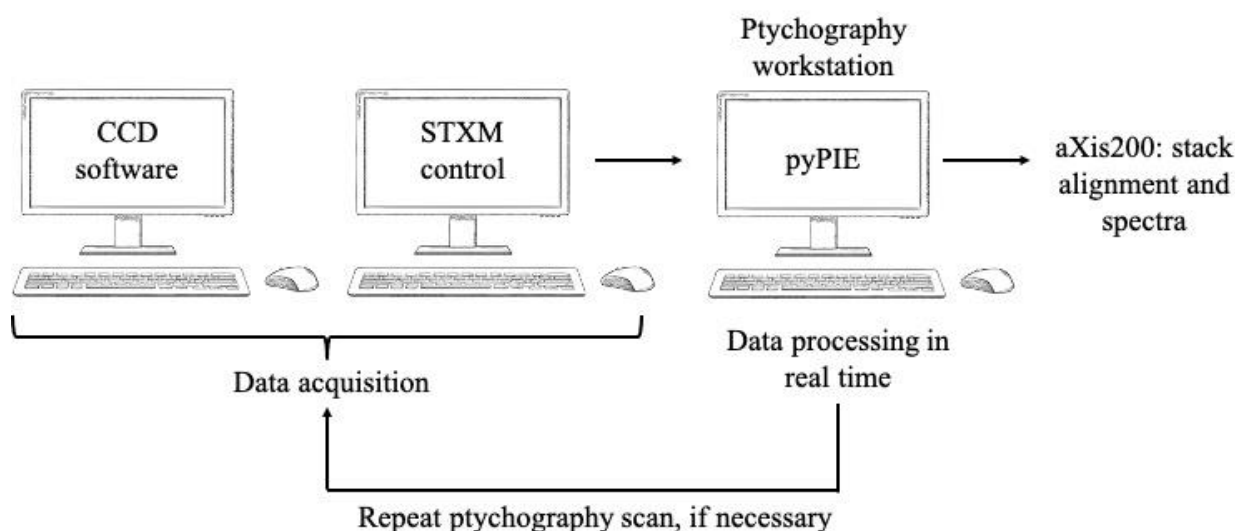 Ptychography
workstation
CCD
software
STXM
control
pyPIE
aXis200: stack
alignment and
spectra
Data acquisition
Data processing in
real time
Repeat ptychography scan, if necessary